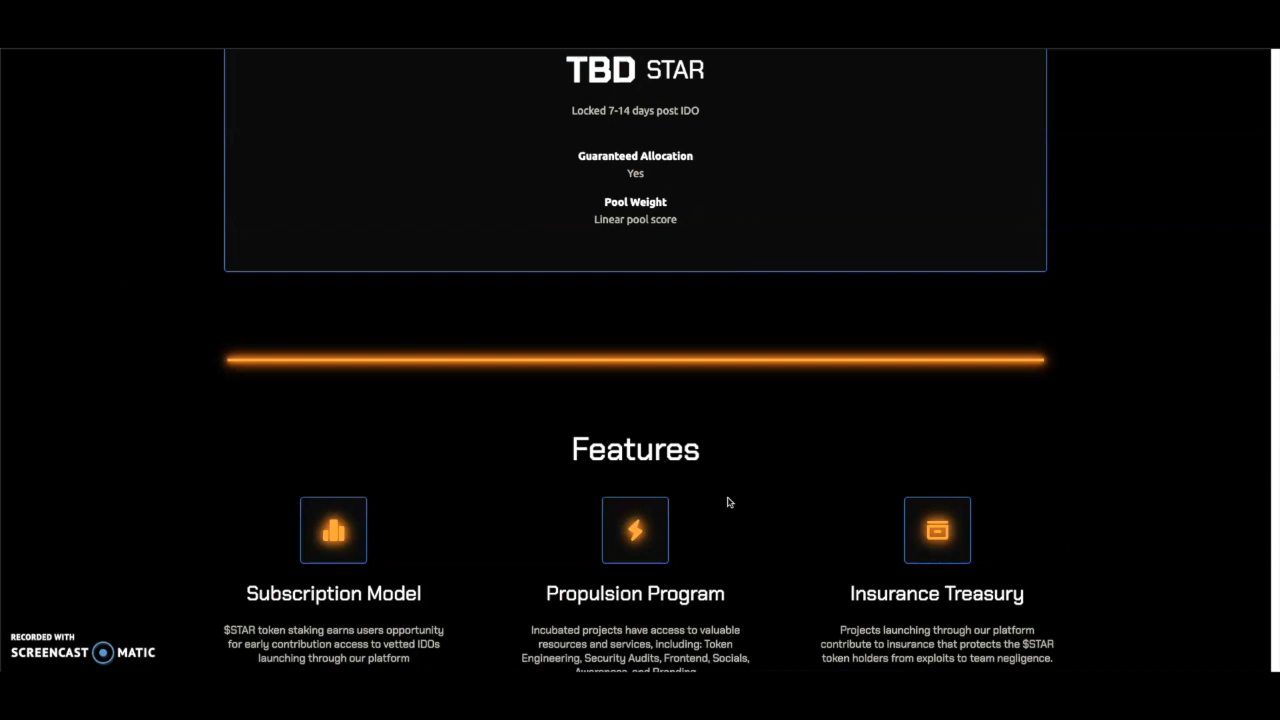 TBD STAR
Locked 7-14 days post IDO
Guaranteed Allocation
Yes
Pool Weight
Linear pool score
Features
Subscription Model
$STAR token staking earns users opportunity
for early contribution access to vetted IDOs
launching through our platform
Propulsion Program
Incubated projects have access to valuable
resources and services, including: Token
Engineering, Security Audits, Frontend, Socials,
Awareness, and Branding
Insurance Treasury
Projects launching through our platform
contribute to insurance that protects the $STAR
token holders from exploits to team negligence.
RECORDED WITH
SCREENCAST MATIC